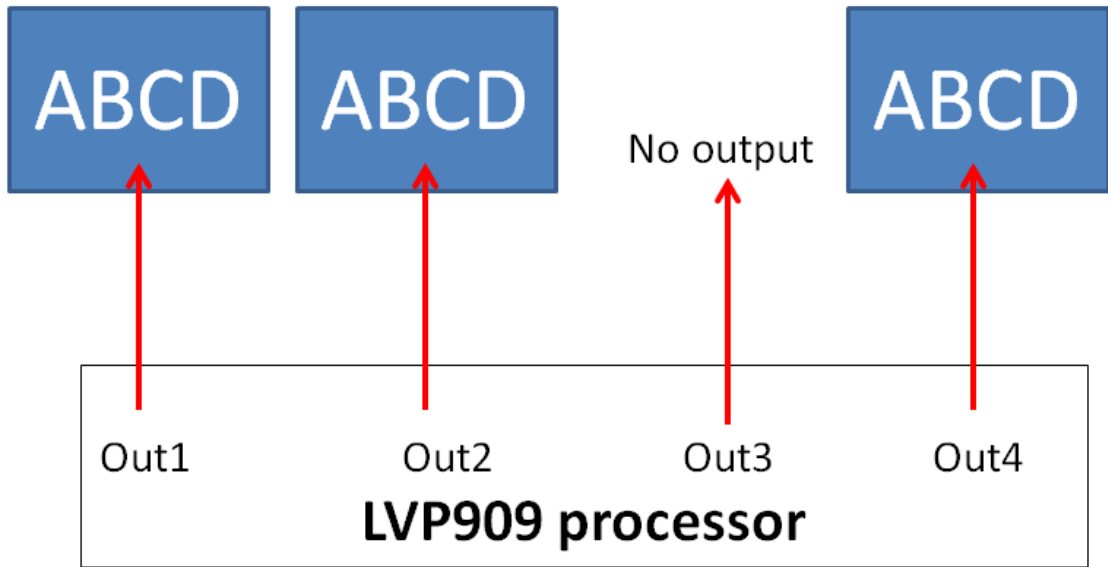 ABCD
ABCD
ABCD
No output
Out1
Out2
Out3
Out4
LVP909 processor